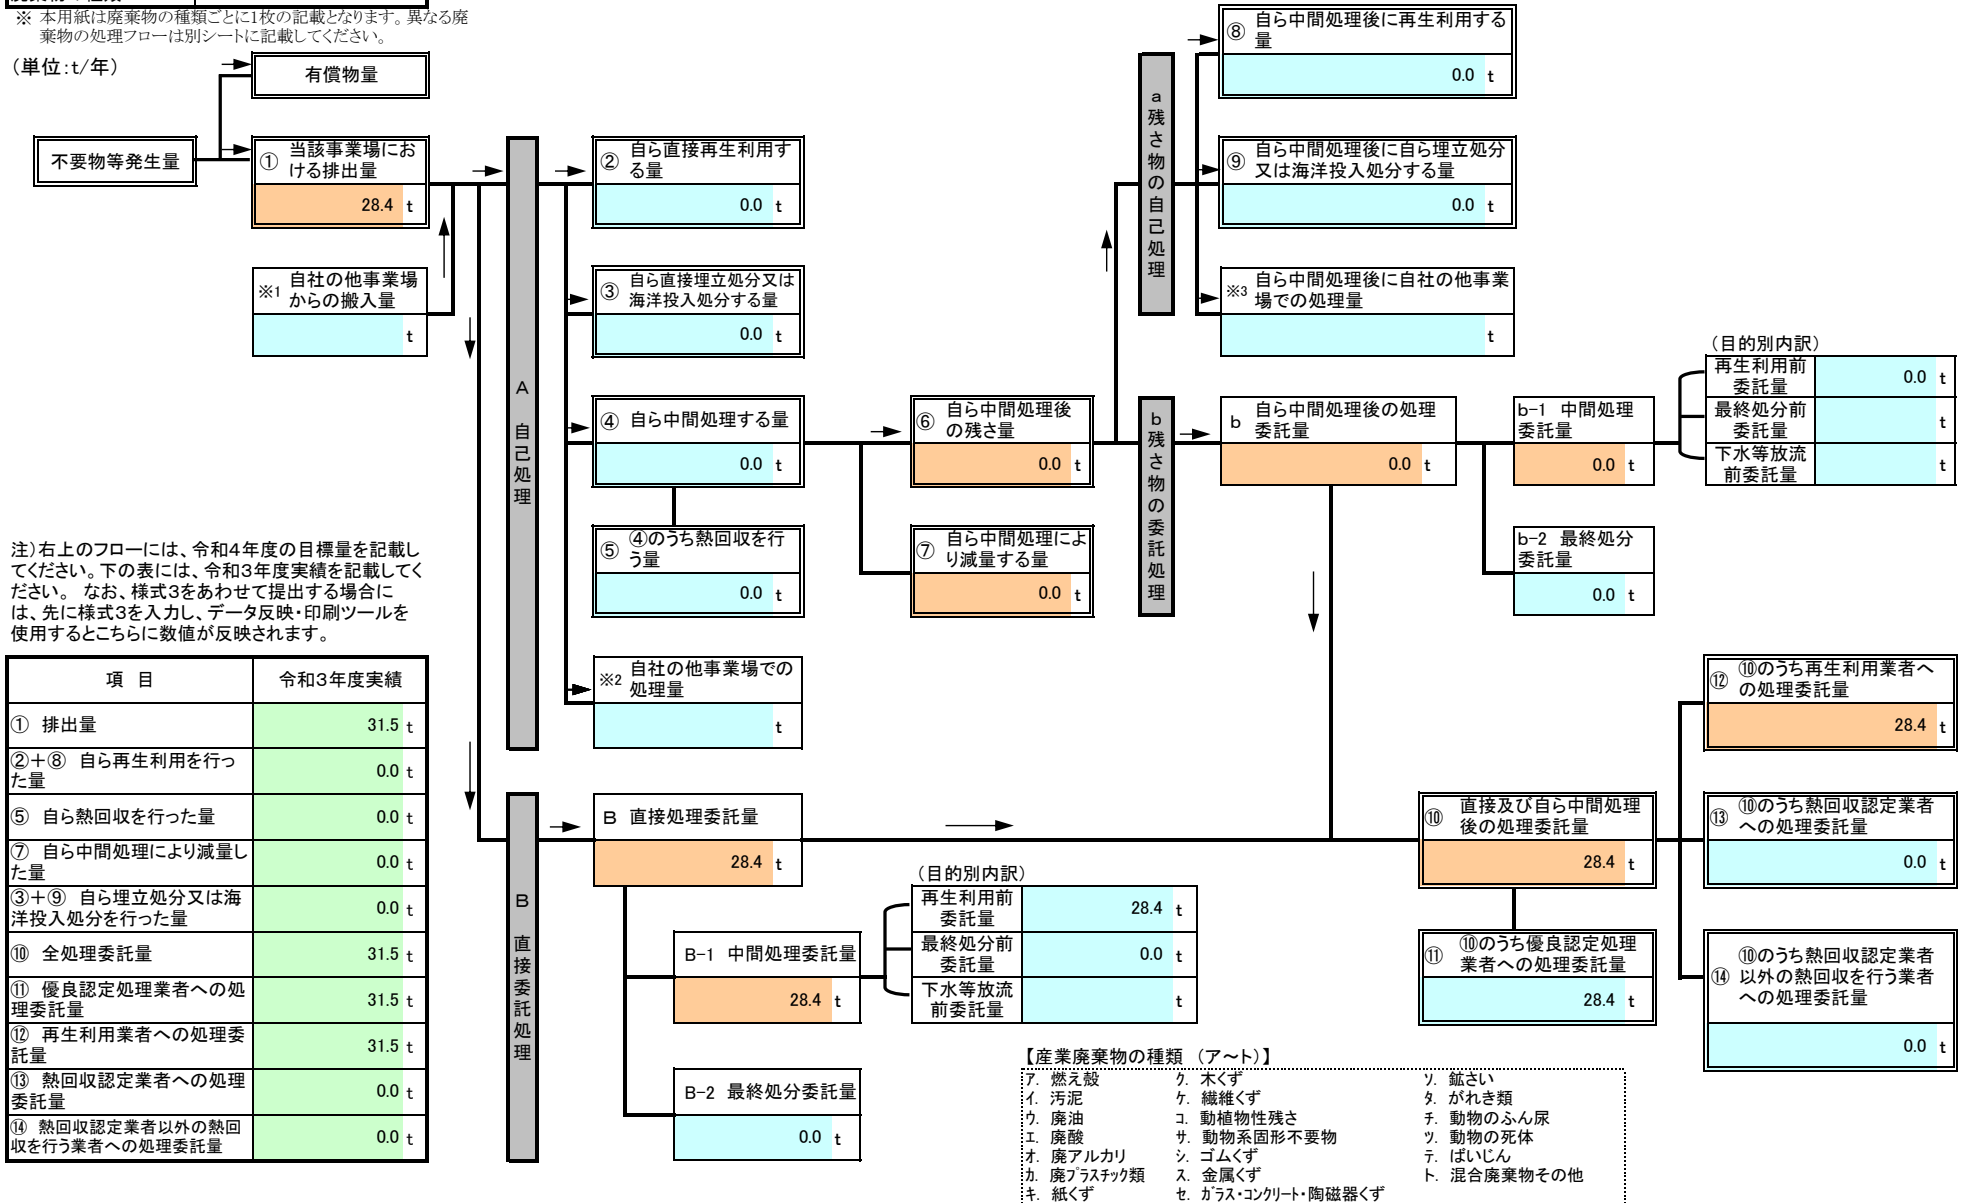 ※ 本用紙は廃棄物の種類ごとに1枚の記載となります。異なる廃
棄物の処理フローは別シートに記載してください。
（単位:t/年）
有償物量
不要物等発生量
① 当該事業場にお
ける排出量
28.4 t
※1 自社の他事業場
からの搬入量
t
A 自己処理
② 自ら直接再生利用す
る量
0.0 t
③ 自ら直接埋立処分又は
海洋投入処分する量
0.0 t
④ 自ら中間処理する量
0.0 t
⑤ ④のうち熱回収を行
う量
0.0 t
※2 自社の他事業場での
処理量
t
⑥ 自ら中間処理後
の残さ量
0.0 t
⑦ 自ら中間処理によ
り減量する量
0.0 t
a残さ物の自己処理
⑧ 自ら中間処理後に再生利用する
量
0.0 t
⑨ 自ら中間処理後に自ら埋立処分
又は海洋投入処分する量
0.0 t
※3 自ら中間処理後に自社の他事業
場での処理量
t
b残さ物の委託処理
b 自ら中間処理後の処理
委託量
0.0 t
b-1 中間処理
委託量
0.0 t
（目的別内訳）
再生利用前
委託量
0.0 t
最終処分前
委託量
t
下水等放流
前委託量
t
b-2 最終処分
委託量
0.0 t
注）右上のフローには、令和4年度の目標量を記載し
てください。下の表には、令和3年度実績を記載してく
ださい。 なお、様式3をあわせて提出する場合に
は、先に様式3を入力し、データ反映・印刷ツールを
使用するとこちらに数値が反映されます。
項 目 令和3年度実績
① 排出量 31.5 t
②＋⑧ 自ら再生利用を行っ
た量
0.0 t
⑤ 自ら熱回収を行った量 0.0 t
⑦ 自ら中間処理により減量し
た量
0.0 t
③＋⑨ 自ら埋立処分又は海
洋投入処分を行った量
0.0 t
⑩ 全処理委託量 31.5 t
⑪ 優良認定処理業者への処
理委託量
31.5 t
⑫ 再生利用業者への処理委
託量
31.5 t
⑬ 熱回収認定業者への処理
委託量
0.0 t
⑭ 熱回収認定業者以外の熱回
収を行う業者への処理委託量
0.0 t
B 直接委託処理
B 直接処理委託量
28.4 t
B-1 中間処理委託量
28.4 t
（目的別内訳）
再生利用前
委託量
28.4 t
最終処分前
委託量
0.0 t
下水等放流
前委託量
t
B-2 最終処分委託量
0.0 t
⑩ 直接及び自ら中間処理
後の処理委託量
28.4 t
⑪ ⑩のうち優良認定処理
業者への処理委託量
28.4 t
⑫ ⑩のうち再生利用業者へ
の処理委託量
28.4 t
⑬ ⑩のうち熱回収認定業者
への処理委託量
0.0 t
⑭ ⑩のうち熱回収認定業者
以外の熱回収を行う業者
への処理委託量
0.0 t
【産業廃棄物の種類 （ア～ト）】
ア. 燃え殻 ク. 木くず ソ. 鉱さい
イ. 汚泥 ケ. 繊維くず タ. がれき類
ウ. 廃油 コ. 動植物性残さ チ. 動物のふん尿
エ. 廃酸 サ. 動物系固形不要物 ツ. 動物の死体
オ. 廃アルカリ シ. ゴムくず テ. ばいじん
カ. 廃プラスチック類 ス. 金属くず ト. 混合廃棄物その他
キ. 紙くず セ. ガラス・コンクリート・陶磁器くず